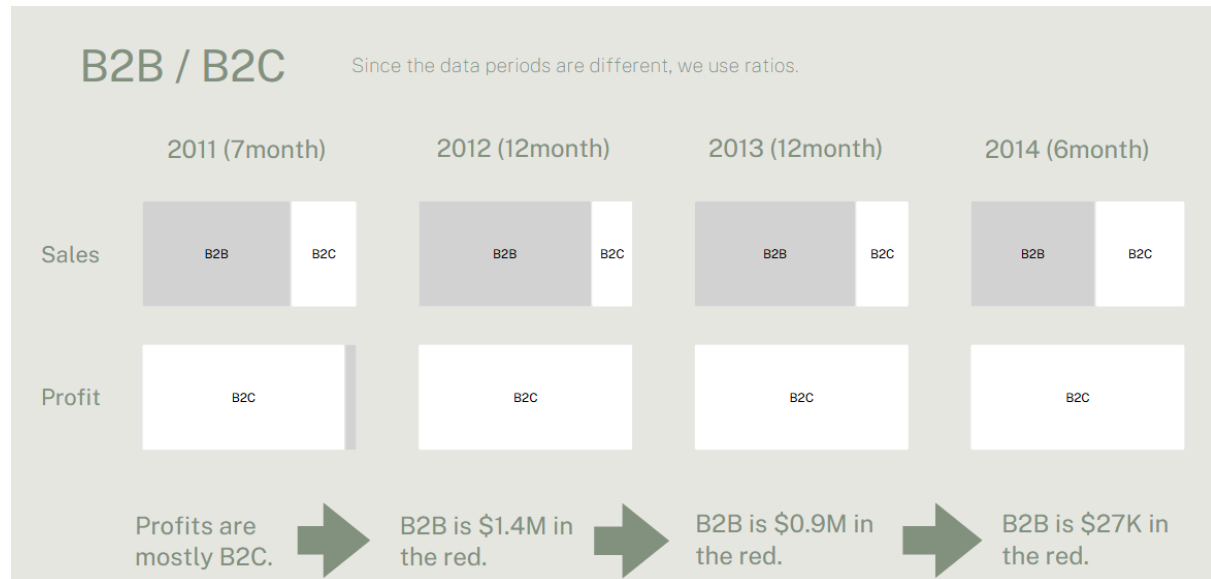 B2B / B2C
Since the data periods are different, we use ratios.
2011 (7month)
2012 (12month)
2013 (12month)
2014 (6month)
Sales
B2B
B2C
B2B
B2C
B2B
B2C
B2B
B2C
Profit
B2C
B2C
B2C
B2C
Profits are
mostly B2C.
B2B is $1.4M in
the red.
B2B is $0.9M in
the red.
B2B is $27K in
the red.